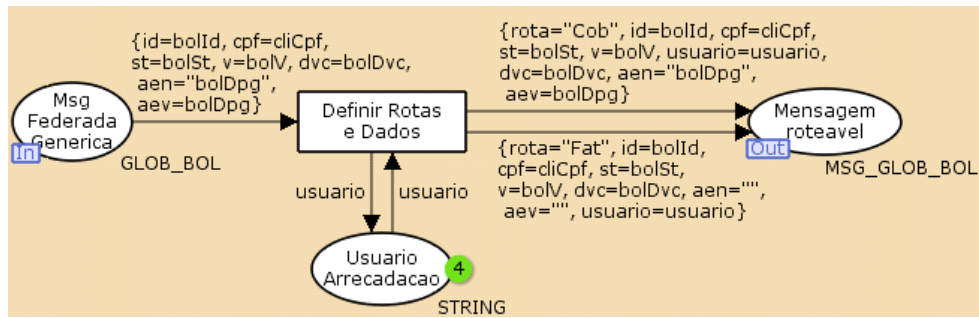 {id=bolId, cpf=cliCpf,
st=bolSt, v=bolV, dvc=bolDvc,
aen="bolDpg",
aev=bolDpg}
{rota="Cob", id=bolId, cpf=cliCpf,
st=bolSt, v=bolV, usuario=usuario,
dvc=bolDvc, aen="bolDpg",
aev=bolDpg}
Msg
Federada
Generica
In
GLOB_BOL
Definir Rotas
e Dados
Mensagem
roteavel
Out
MSG_GLOB_BOL
{rota="Fat", id=bolId,
cpf=cliCpf, st=bolSt,
v=bolV, dvc=bolDvc, aen="",
aev="", usuario=usuario}
usuario
usuario
Usuario
Arrecadacao
4
STRING